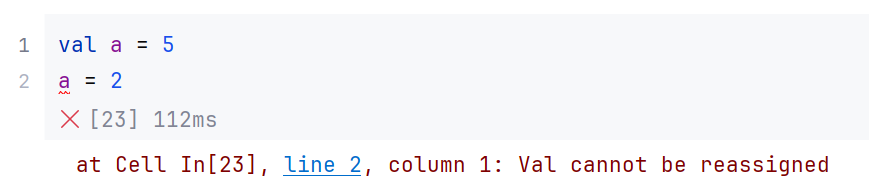 1 val a = 5
2 a = 2
[23] 112ms
at Cell In[23], line 2, column 1: Val cannot be reassigned